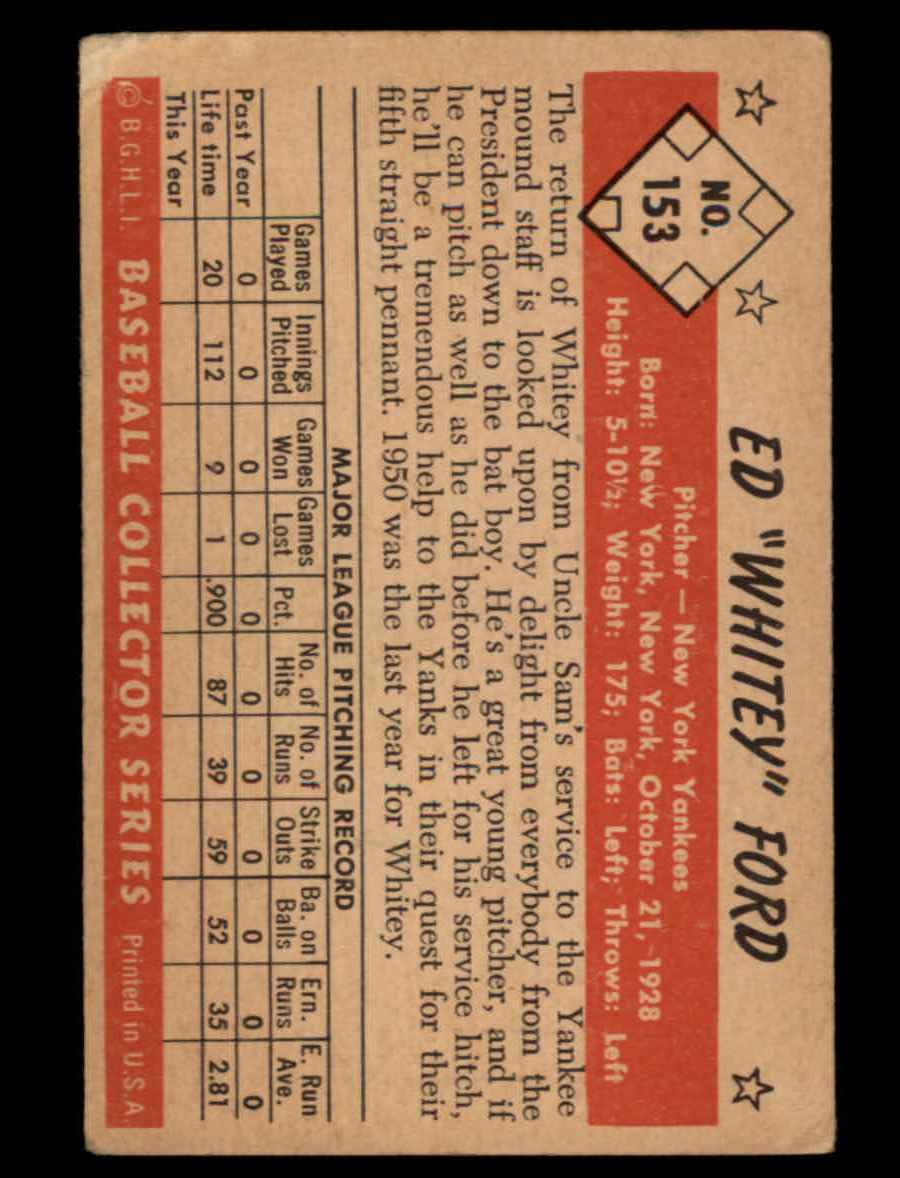 ED "WHITEY" FORD
NO.
153
Pitcher — New York Yankees
Born: New York, New York, October 21, 1928
Height: 5-10½; Weight: 175; Bats: Left; Throws: Left
The return of Whitey from Uncle Sam's service to the Yankee
mound staff is looked upon by delight from everybody from the
President down to the bat boy. He's a great young pitcher, and if
he can pitch as well as he did before he left for his service hitch,
he'll be a tremendous help to the Yanks in their quest for their
fifth straight pennant. 1950 was the last year for Whitey.
MAJOR LEAGUE PITCHING RECORD
Games Innings Games Games Pct. No. of No. of Strike Ba. on Ern. E. Run
Played Pitched Won Lost Hits Runs Outs Balls Runs Ave.
Past Year 0 0 0 0 0 0 0 0 0 0 0
Life time 20 112 9 1 .900 87 39 59 52 35 2.81
This Year
© B.G.H.L.I. BASEBALL COLLECTOR SERIES Printed in U.S.A.